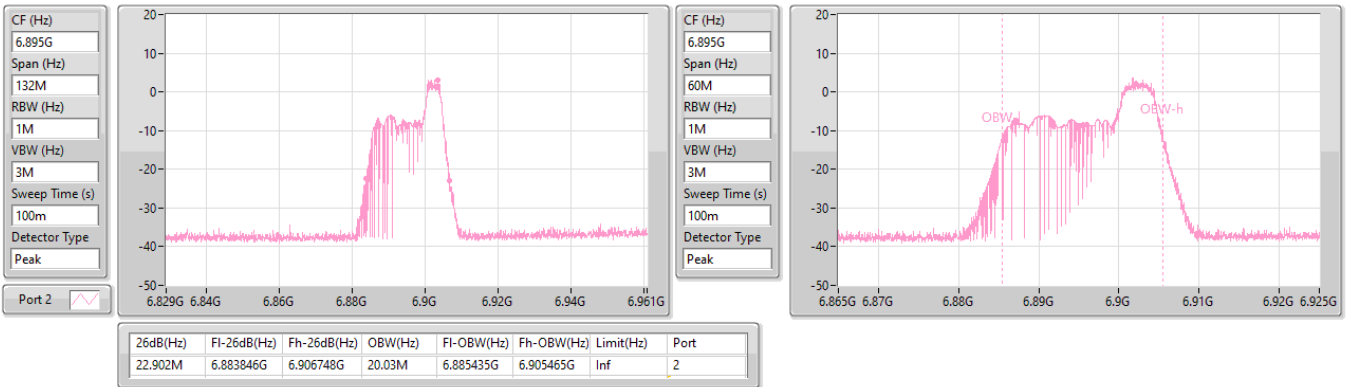 CF (Hz)
6.895G
Span (Hz)
132M
RBW (Hz)
1M
VBW (Hz)
3M
Sweep Time (s)
100m
Detector Type
Peak
Port 2
20-
10-
0-
-10-
-20-
-30-
-40-
-50-
6.829G 6.84G 6.86G 6.88G 6.9G 6.92G 6.94G 6.961G
CF (Hz)
6.895G
Span (Hz)
60M
RBW (Hz)
1M
VBW (Hz)
3M
Sweep Time (s)
100m
Detector Type
Peak
20-
10-
0-
-10-
-20-
-30-
-40-
-50-
OBW OBW-h
6.865G 6.87G 6.88G 6.89G 6.9G 6.91G 6.92G 6.925G
26dB(Hz) Fl-26dB(Hz) Fh-26dB(Hz) OBW(Hz) Fl-OBW(Hz) Fh-OBW(Hz) Limit(Hz) Port
22.902M 6.883846G 6.906748G 20.03M 6.885435G 6.905465G Inf 2